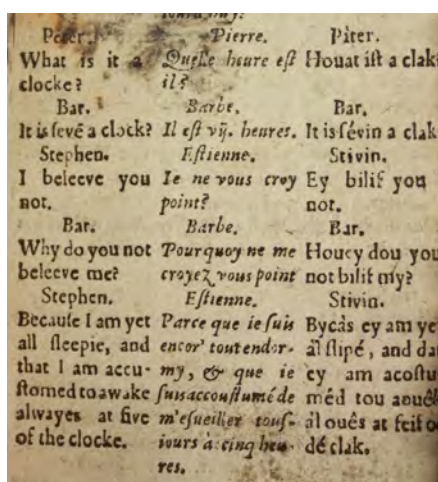 Peter.
What is it a
clocke?
Bar.
It is ſevē a clock?
Stephen.
I beleeve you
not.
Bar.
Why do you not
beleeve me?
Stephen.
Becauſe I am yet
all ſleepie, and
that I am accu-
ſtomed to awake
alwayes at five
of the clocke.
Pierre.
Quelle heure eſt
il?
Barbe.
Il eſt vij. heures.
Eſtienne.
Ie ne vous croy
point?
Barbe.
Pourquoy ne me
croyez vous point
Eſtienne.
Parce que ie ſuis
encor' tout endor-
my, & que ie
ſuis accouſtumé de
m'eſueiller touſ-
iours à cinq heu-
res.
Piter.
Houat iſt a clak
Bar.
It is ſévin a clak
Stivin.
Ey bilif you
not.
Bar.
Houey dou you
not bilif my?
Stivin.
Bycàs ey am ye
àl ſlipé, and da
ey am acoſtu
méd tou
àl ouês at feif o
dé clak.